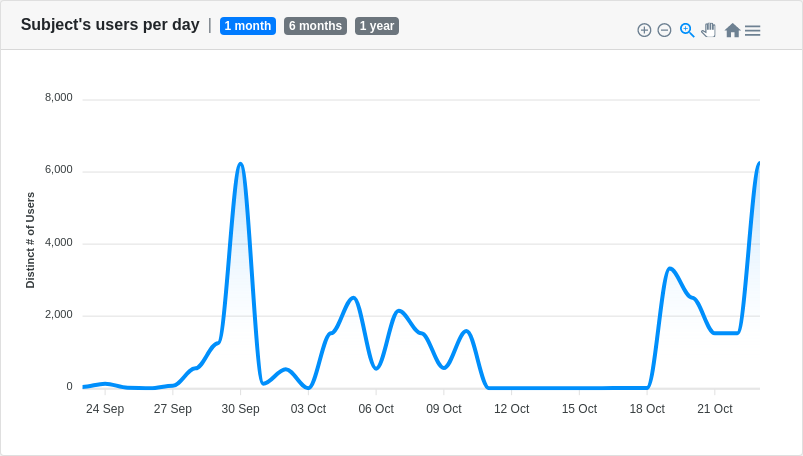 Subject's users per day | 1 month 6 months 1 year
8,000
6,000
4,000
2,000
0
Distinct # of Users
24 Sep 27 Sep 30 Sep 03 Oct 06 Oct 09 Oct 12 Oct 15 Oct 18 Oct 21 Oct